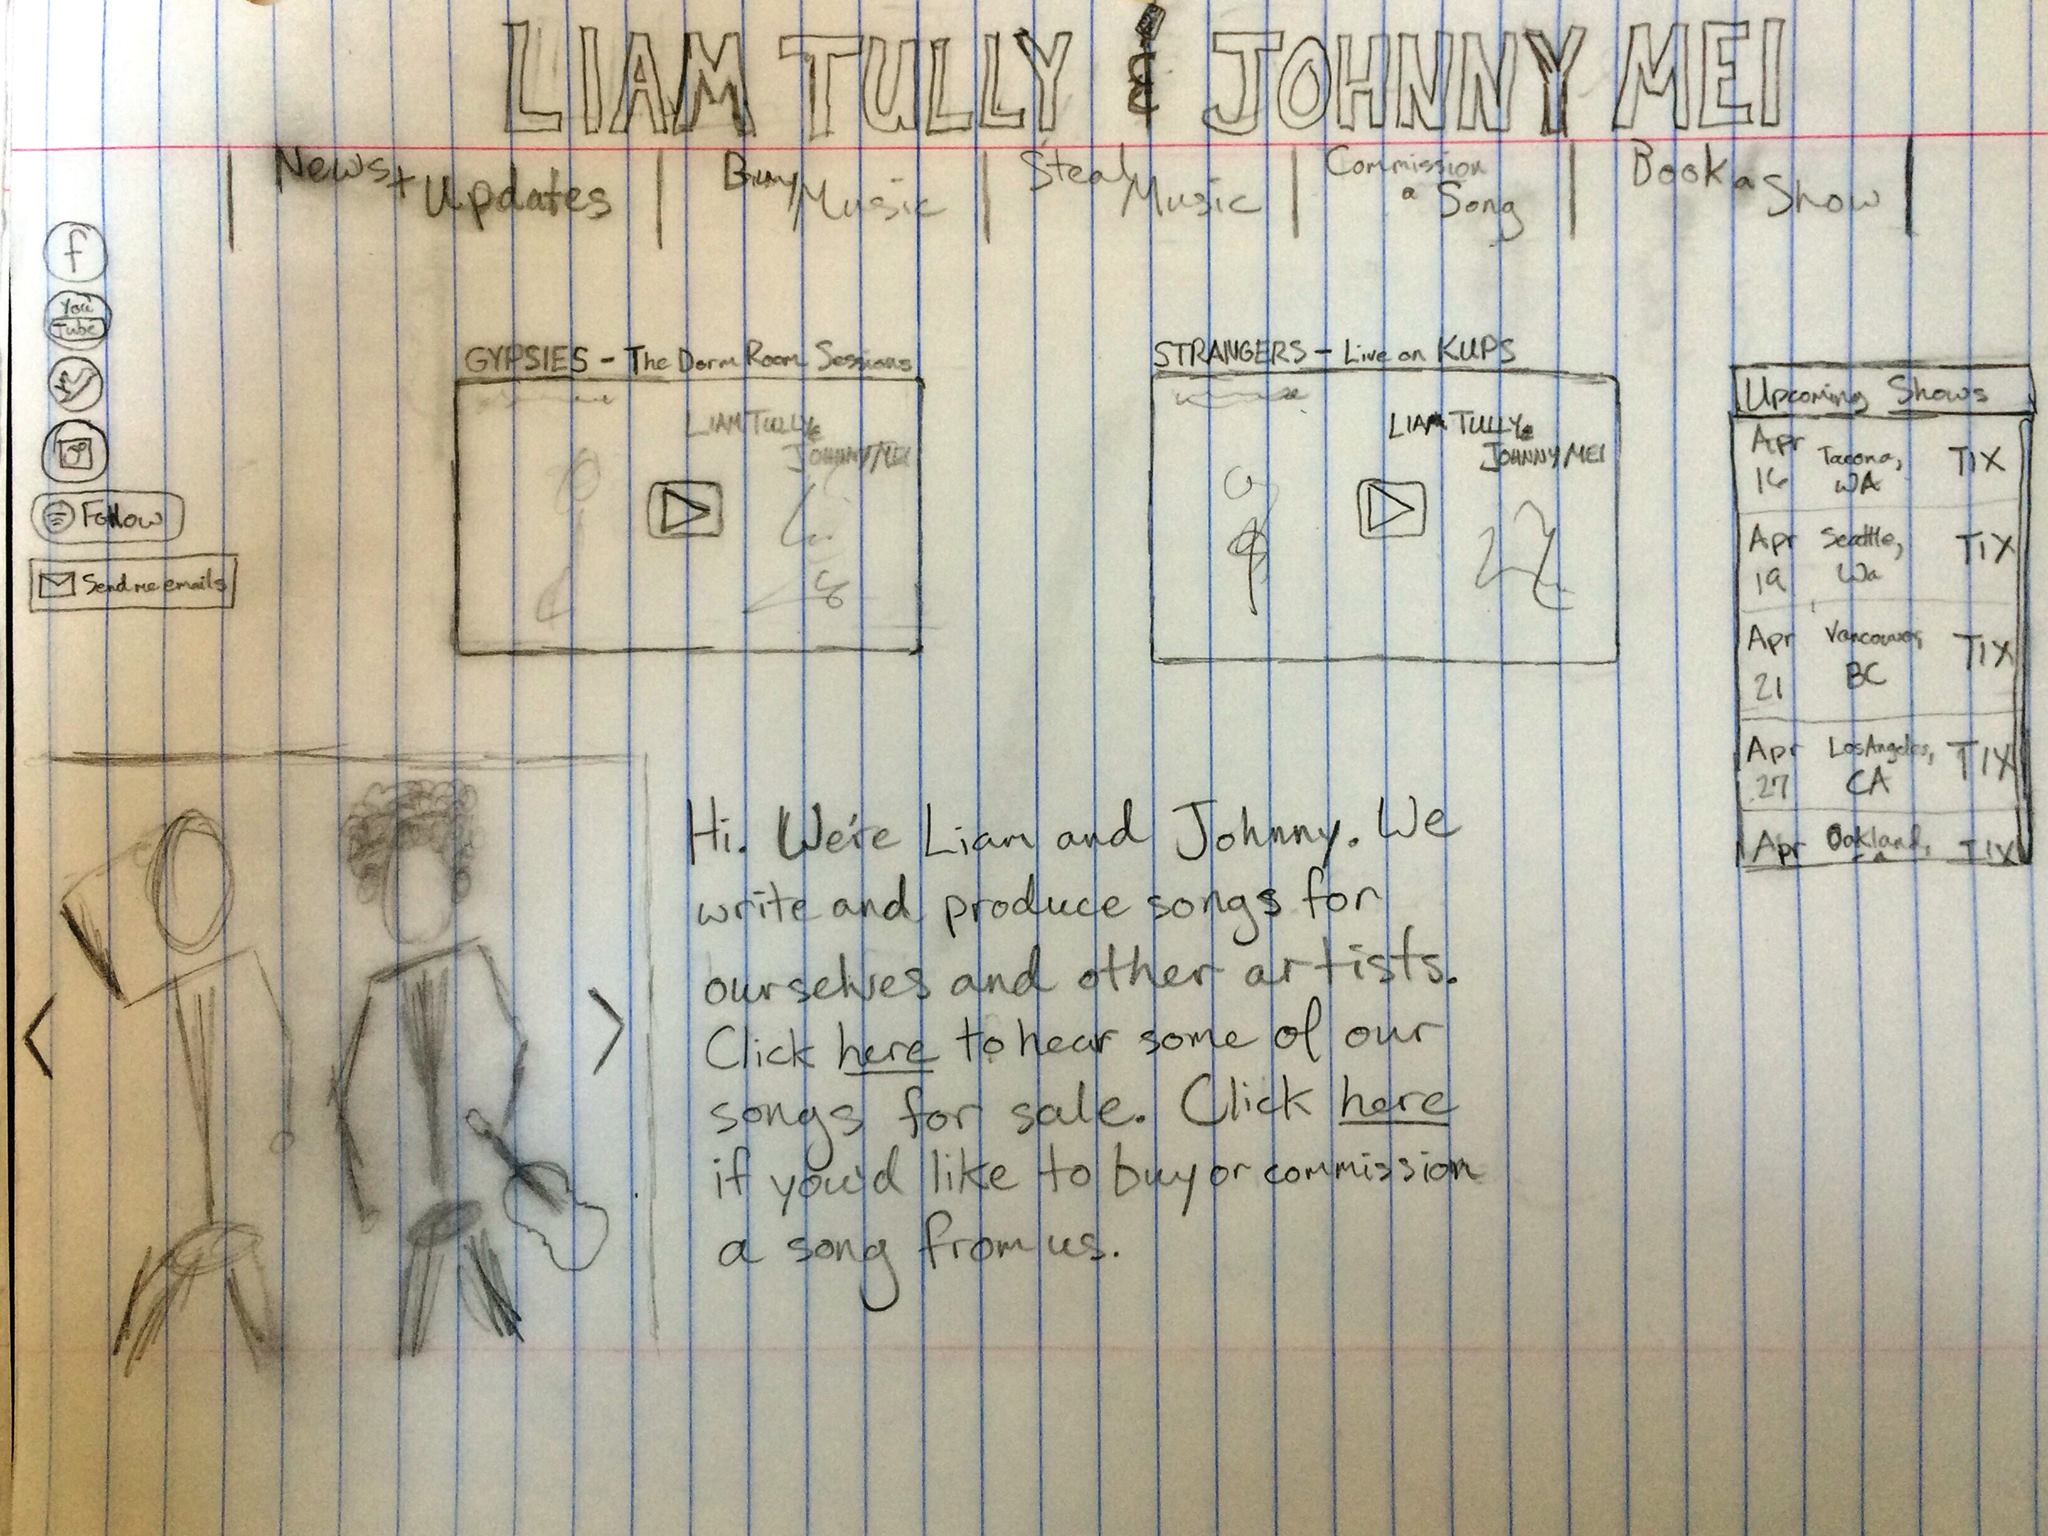 LIAM TULLY & JOHNNY MEI
News + Updates
Buy Music
Steal Music
Commission a Song
Book a Show
f
You
Tube
Follow
Send me emails
GYPSIES - The Dorm Room Sessions
LIAM TULLY &
JOHNNY MEI
STRANGERS - Live on KUPS
LIAM TULLY &
JOHNNY MEI
Upcoming Shows
Apr 16 Tacoma, WA TIX
Apr 19 Seattle, Wa TIX
Apr 21 Vancouver, BC TIX
Apr 27 Los Angeles, CA TIX
Apr Oakland, TIX
Hi. We're Liam and Johnny. We
write and produce songs for
ourselves and other artists.
Click here to hear some of our
songs for sale. Click here
if you'd like to buy or commission
a song from us.